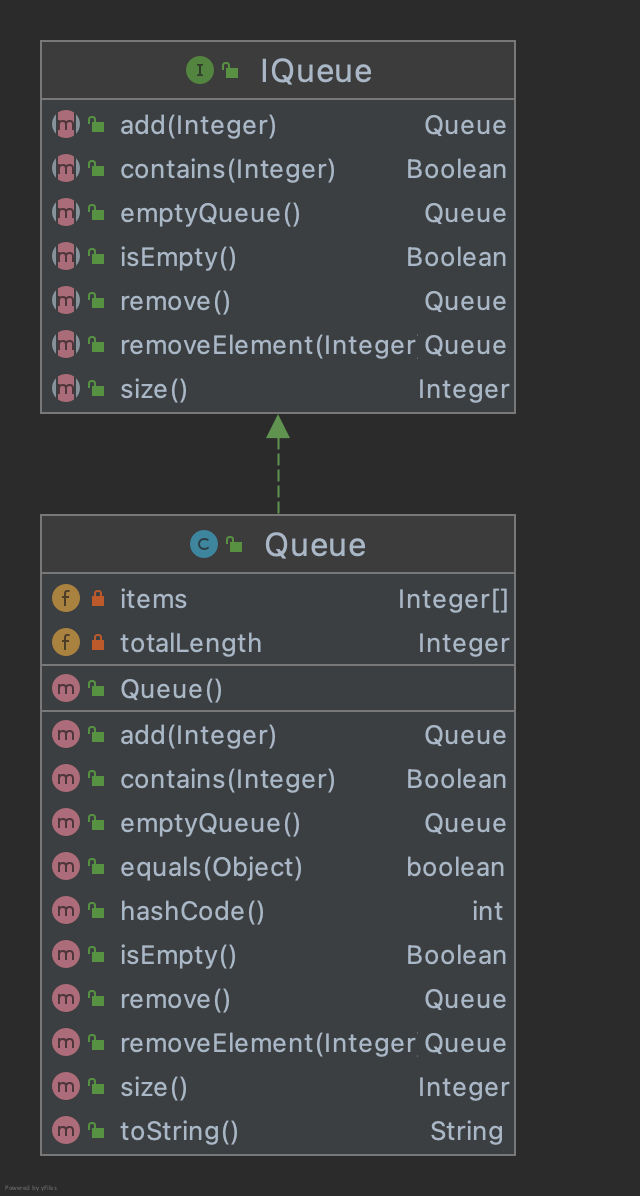 IQueue
add(Integer) Queue
contains(Integer) Boolean
emptyQueue() Queue
isEmpty() Boolean
remove() Queue
removeElement(Integer Queue
size() Integer
Queue
items Integer[]
totalLength Integer
Queue()
add(Integer) Queue
contains(Integer) Boolean
emptyQueue() Queue
equals(Object) boolean
hashCode() int
isEmpty() Boolean
remove() Queue
removeElement(Integer Queue
size() Integer
toString() String
Powered by yFiles